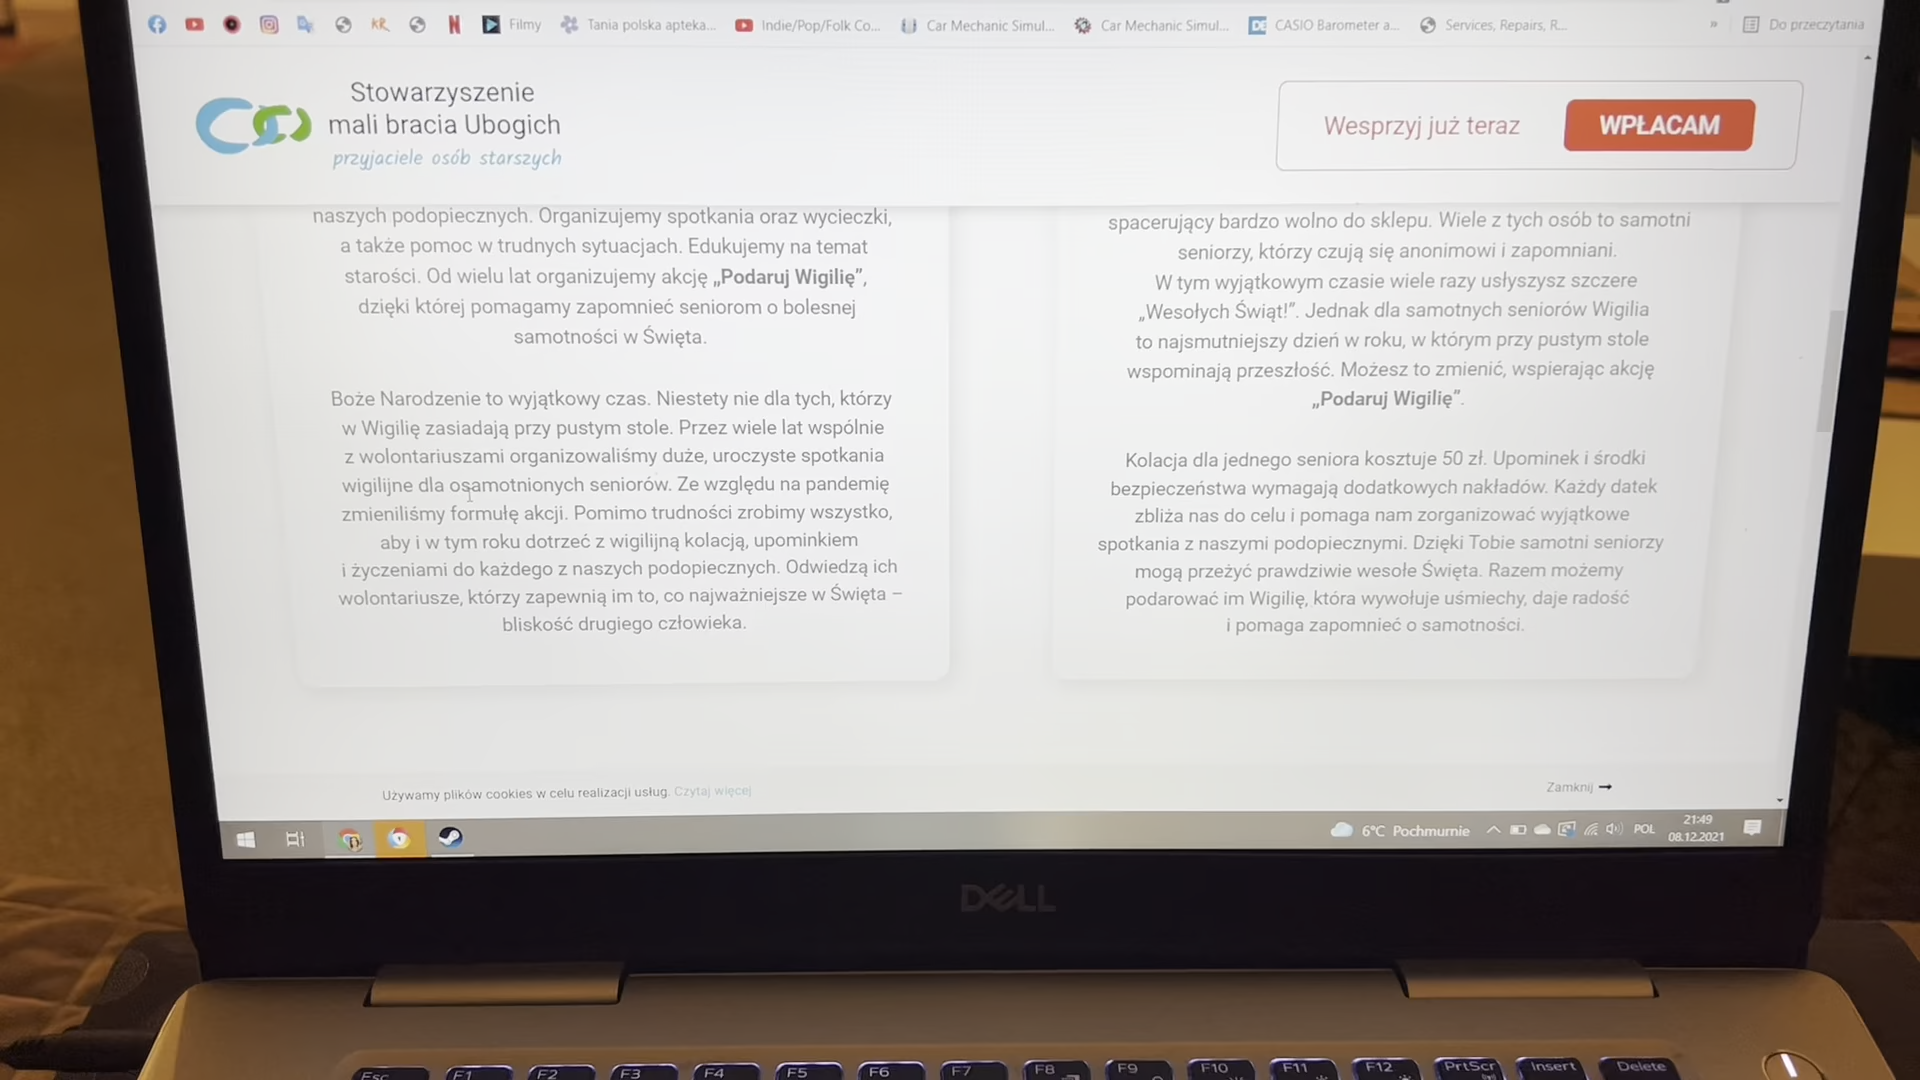 Filmy
Tania polska apteka...
Indie/Pop/Folk Co...
Car Mechanic Simul...
Car Mechanic Simul...
CASIO Barometer a...
Services, Repairs, R...
»
Do przeczytania
Stowarzyszenie
mali bracia Ubogich
przyjaciele osób starszych
Wesprzyj już teraz
WPŁACAM
naszych podopiecznych. Organizujemy spotkania oraz wycieczki,
a także pomoc w trudnych sytuacjach. Edukujemy na temat
starości. Od wielu lat organizujemy akcję „Podaruj Wigilię”,
dzięki której pomagamy zapomnieć seniorom o bolesnej
samotności w Święta.
Boże Narodzenie to wyjątkowy czas. Niestety nie dla tych, którzy
w Wigilię zasiadają przy pustym stole. Przez wiele lat wspólnie
z wolontariuszami organizowaliśmy duże, uroczyste spotkania
wigilijne dla osamotnionych seniorów. Ze względu na pandemię
zmieniliśmy formułę akcji. Pomimo trudności zrobimy wszystko,
aby i w tym roku dotrzeć z wigilijną kolacją, upominkiem
i życzeniami do każdego z naszych podopiecznych. Odwiedzą ich
wolontariusze, którzy zapewnią im to, co najważniejsze w Święta –
bliskość drugiego człowieka.
spacerujący bardzo wolno do sklepu. Wiele z tych osób to samotni
seniorzy, którzy czują się anonimowi i zapomniani.
W tym wyjątkowym czasie wiele razy usłyszysz szczere
„Wesołych Świąt!”. Jednak dla samotnych seniorów Wigilia
to najsmutniejszy dzień w roku, w którym przy pustym stole
wspominają przeszłość. Możesz to zmienić, wspierając akcję
„Podaruj Wigilię”.
Kolacja dla jednego seniora kosztuje 50 zł. Upominek i środki
bezpieczeństwa wymagają dodatkowych nakładów. Każdy datek
zbliża nas do celu i pomaga nam zorganizować wyjątkowe
spotkania z naszymi podopiecznymi. Dzięki Tobie samotni seniorzy
mogą przeżyć prawdziwie wesołe Święta. Razem możemy
podarować im Wigilię, która wywołuje uśmiechy, daje radość
i pomaga zapomnieć o samotności.
Używamy plików cookies w celu realizacji usług. Czytaj więcej
Zamknij →
6°C Pochmurnie
POL
21:49
08.12.2021
DELL
Esc F1 F2 F3 F4 F5 F6 F7 F8 F9 F10 F11 F12 PrtScr Insert Delete